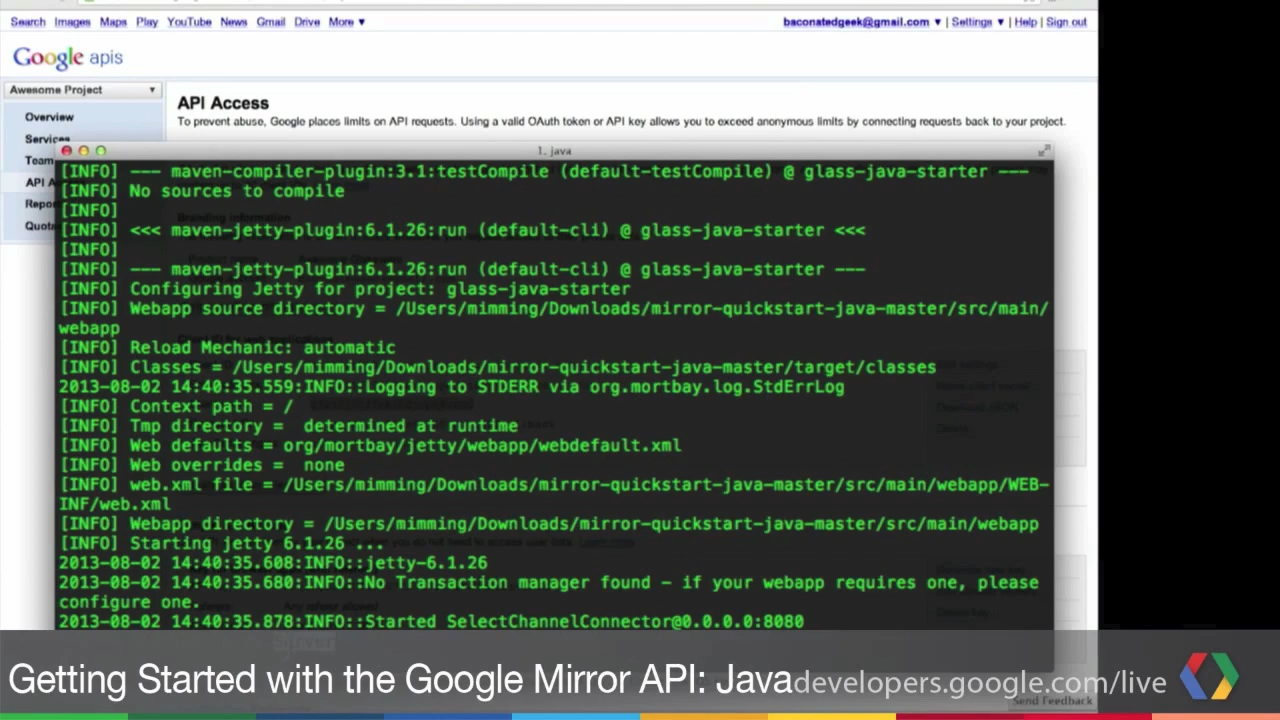 Search Images Maps Play YouTube News Gmail Drive More ▼
baconatedgeek@gmail.com ▼ | Settings ▼ | Help | Sign out
Google apis
Awesome Project ▼
API Access
Overview
To prevent abuse, Google places limits on API requests. Using a valid OAuth token or API key allows you to exceed anonymous limits by connecting requests back to your project.
Services
Team
API A
Repor
Quota
1. java
[INFO] --- maven-compiler-plugin:3.1:testCompile (default-testCompile) @ glass-java-starter ---
[INFO] No sources to compile
[INFO]
[INFO] <<< maven-jetty-plugin:6.1.26:run (default-cli) @ glass-java-starter <<<
[INFO]
[INFO] --- maven-jetty-plugin:6.1.26:run (default-cli) @ glass-java-starter ---
[INFO] Configuring Jetty for project: glass-java-starter
[INFO] Webapp source directory = /Users/mimming/Downloads/mirror-quickstart-java-master/src/main/
webapp
[INFO] Reload Mechanic: automatic
[INFO] Classes = /Users/mimming/Downloads/mirror-quickstart-java-master/target/classes
2013-08-02 14:40:35.559:INFO::Logging to STDERR via org.mortbay.log.StdErrLog
[INFO] Context path = /
[INFO] Tmp directory =  determined at runtime
[INFO] Web defaults = org/mortbay/jetty/webapp/webdefault.xml
[INFO] Web overrides =  none
[INFO] web.xml file = /Users/mimming/Downloads/mirror-quickstart-java-master/src/main/webapp/WEB-
INF/web.xml
[INFO] Webapp directory = /Users/mimming/Downloads/mirror-quickstart-java-master/src/main/webapp
[INFO] Starting jetty 6.1.26 ...
2013-08-02 14:40:35.608:INFO::jetty-6.1.26
2013-08-02 14:40:35.680:INFO::No Transaction manager found - if your webapp requires one, please
configure one.
2013-08-02 14:40:35.878:INFO::Started SelectChannelConnector@0.0.0.0:8080
Getting Started with the Google Mirror API: Java
developers.google.com/live
Send Feedback